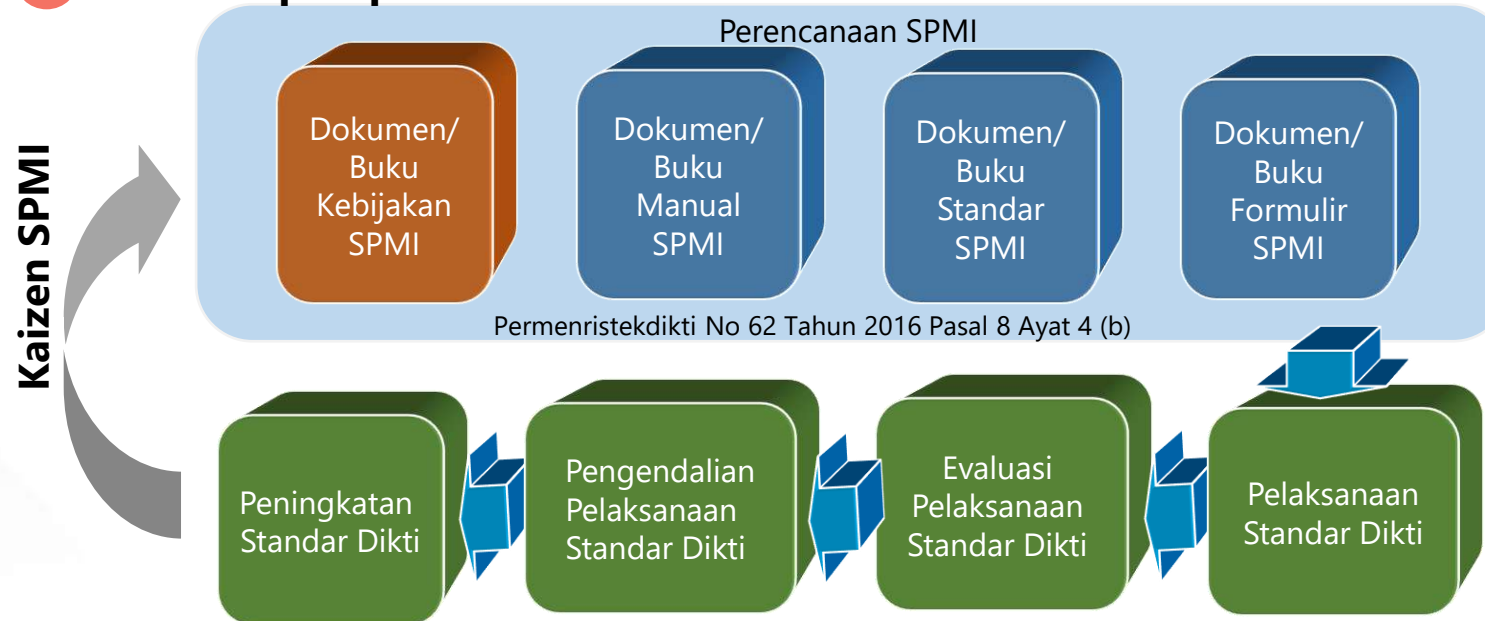 Perencanaan SPMI
Dokumen/
Buku
Kebijakan
SPMI
Dokumen/
Buku
Manual
SPMI
Dokumen/
Buku
Standar
SPMI
Dokumen/
Buku
Formulir
SPMI
Permenristekdikti No 62 Tahun 2016 Pasal 8 Ayat 4 (b)
Kaizen SPMI
Peningkatan
Standar Dikti
Pengendalian
Pelaksanaan
Standar Dikti
Evaluasi
Pelaksanaan
Standar Dikti
Pelaksanaan
Standar Dikti